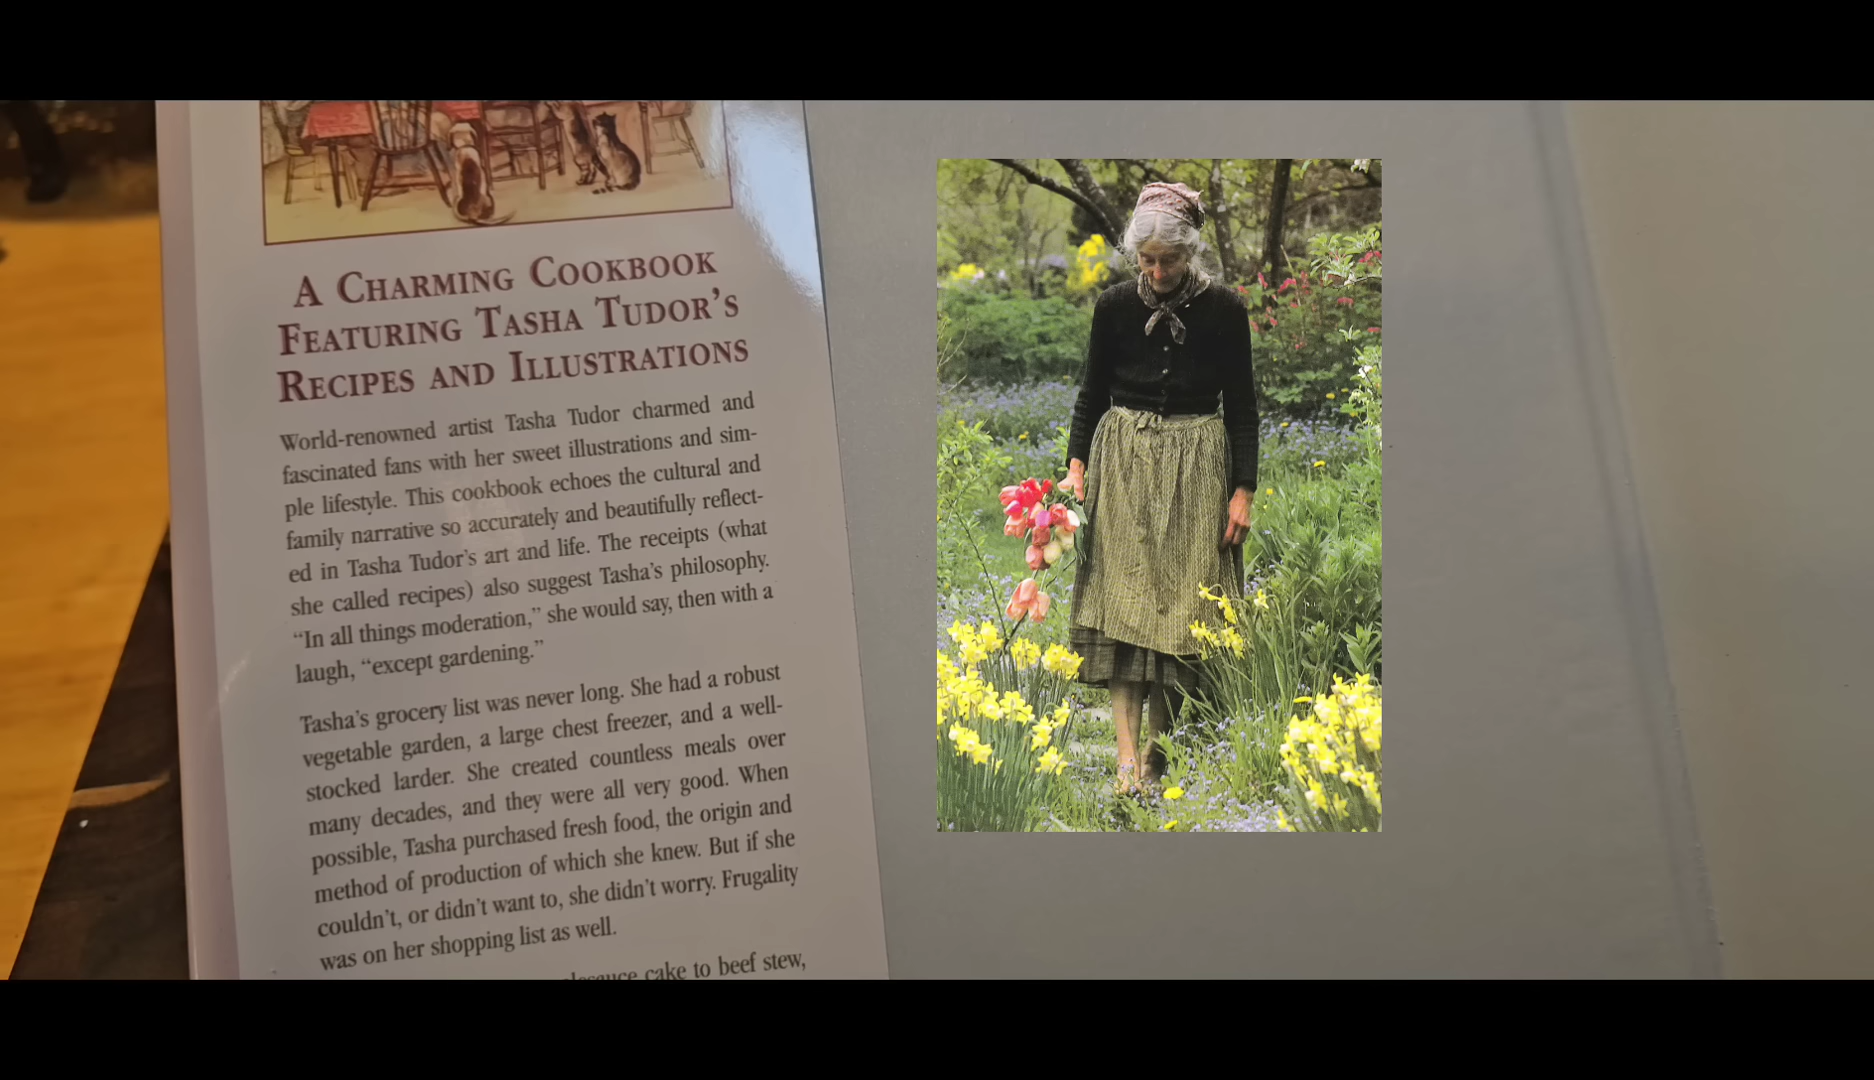 A Charming Cookbook
Featuring Tasha Tudor's
Recipes and Illustrations
World-renowned artist Tasha Tudor charmed and
fascinated fans with her sweet illustrations and sim-
ple lifestyle. This cookbook echoes the cultural and
family narrative so accurately and beautifully reflect-
ed in Tasha Tudor's art and life. The receipts (what
she called recipes) also suggest Tasha's philosophy.
“In all things moderation,” she would say, then with a
laugh, “except gardening.”
Tasha's grocery list was never long. She had a robust
vegetable garden, a large chest freezer, and a well-
stocked larder. She created countless meals over
many decades, and they were all very good. When
possible, Tasha purchased fresh food, the origin and
method of production of which she knew. But if she
couldn't, or didn't want to, she didn't worry. Frugality
was on her shopping list as well.
cake to beef stew,